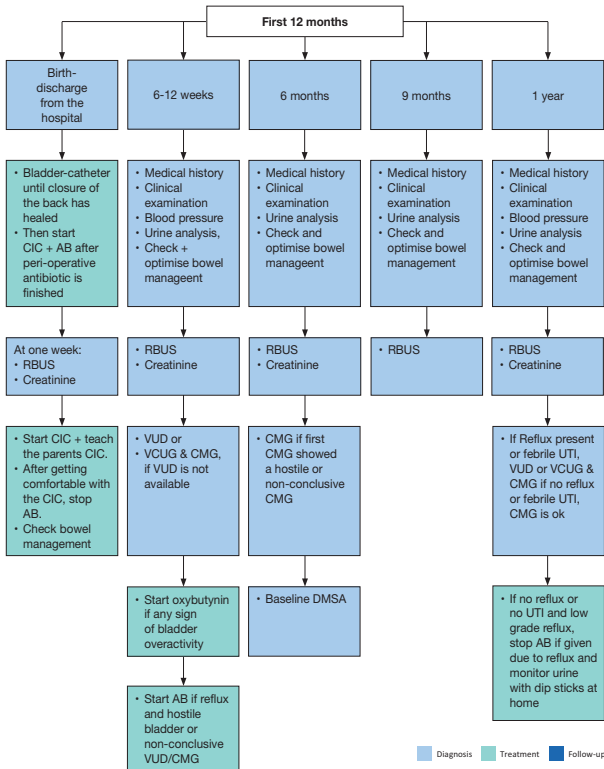 First 12 months
Birth-
discharge
from the
hospital
6-12 weeks
6 months
9 months
1 year
• Bladder-catheter
until closure of
the back has
healed
• Then start
CIC + AB after
peri-operative
antibiotic is
finished
• Medical history
• Clinical
examination
• Blood pressure
• Urine analysis,
• Check +
optimise bowel
manageent
• Medical history
• Clinical
examination
• Urine analysis
• Check and
optimise bowel
manageent
• Medical history
• Clinical
examination
• Urine analysis
• Check and
optimise bowel
management
• Medical history
• Clinical
examination
• Blood pressure
• Urine analysis
• Check and
optimise bowel
management
At one week:
• RBUS
• Creatinine
• RBUS
• Creatinine
• RBUS
• Creatinine
• RBUS
• RBUS
• Creatinine
• Start CIC + teach
the parents CIC.
• After getting
comfortable with
the CIC, stop
AB.
• Check bowel
management
• VUD or
• VCUG & CMG,
if VUD is not
available
• CMG if first
CMG showed
a hostile or
non-conclusive
CMG
• If Reflux present
or febrile UTI,
VUD or VCUG &
CMG if no reflux
or febrile UTI,
CMG is ok
• Start oxybutynin
if any sign
of bladder
overactivity
• Baseline DMSA
• If no reflux or
no UTI and low
grade reflux,
stop AB if given
due to reflux and
monitor urine
with dip sticks at
home
• Start AB if reflux
and hostile
bladder or
non-conclusive
VUD/CMG
Diagnosis
Treatment
Follow-up